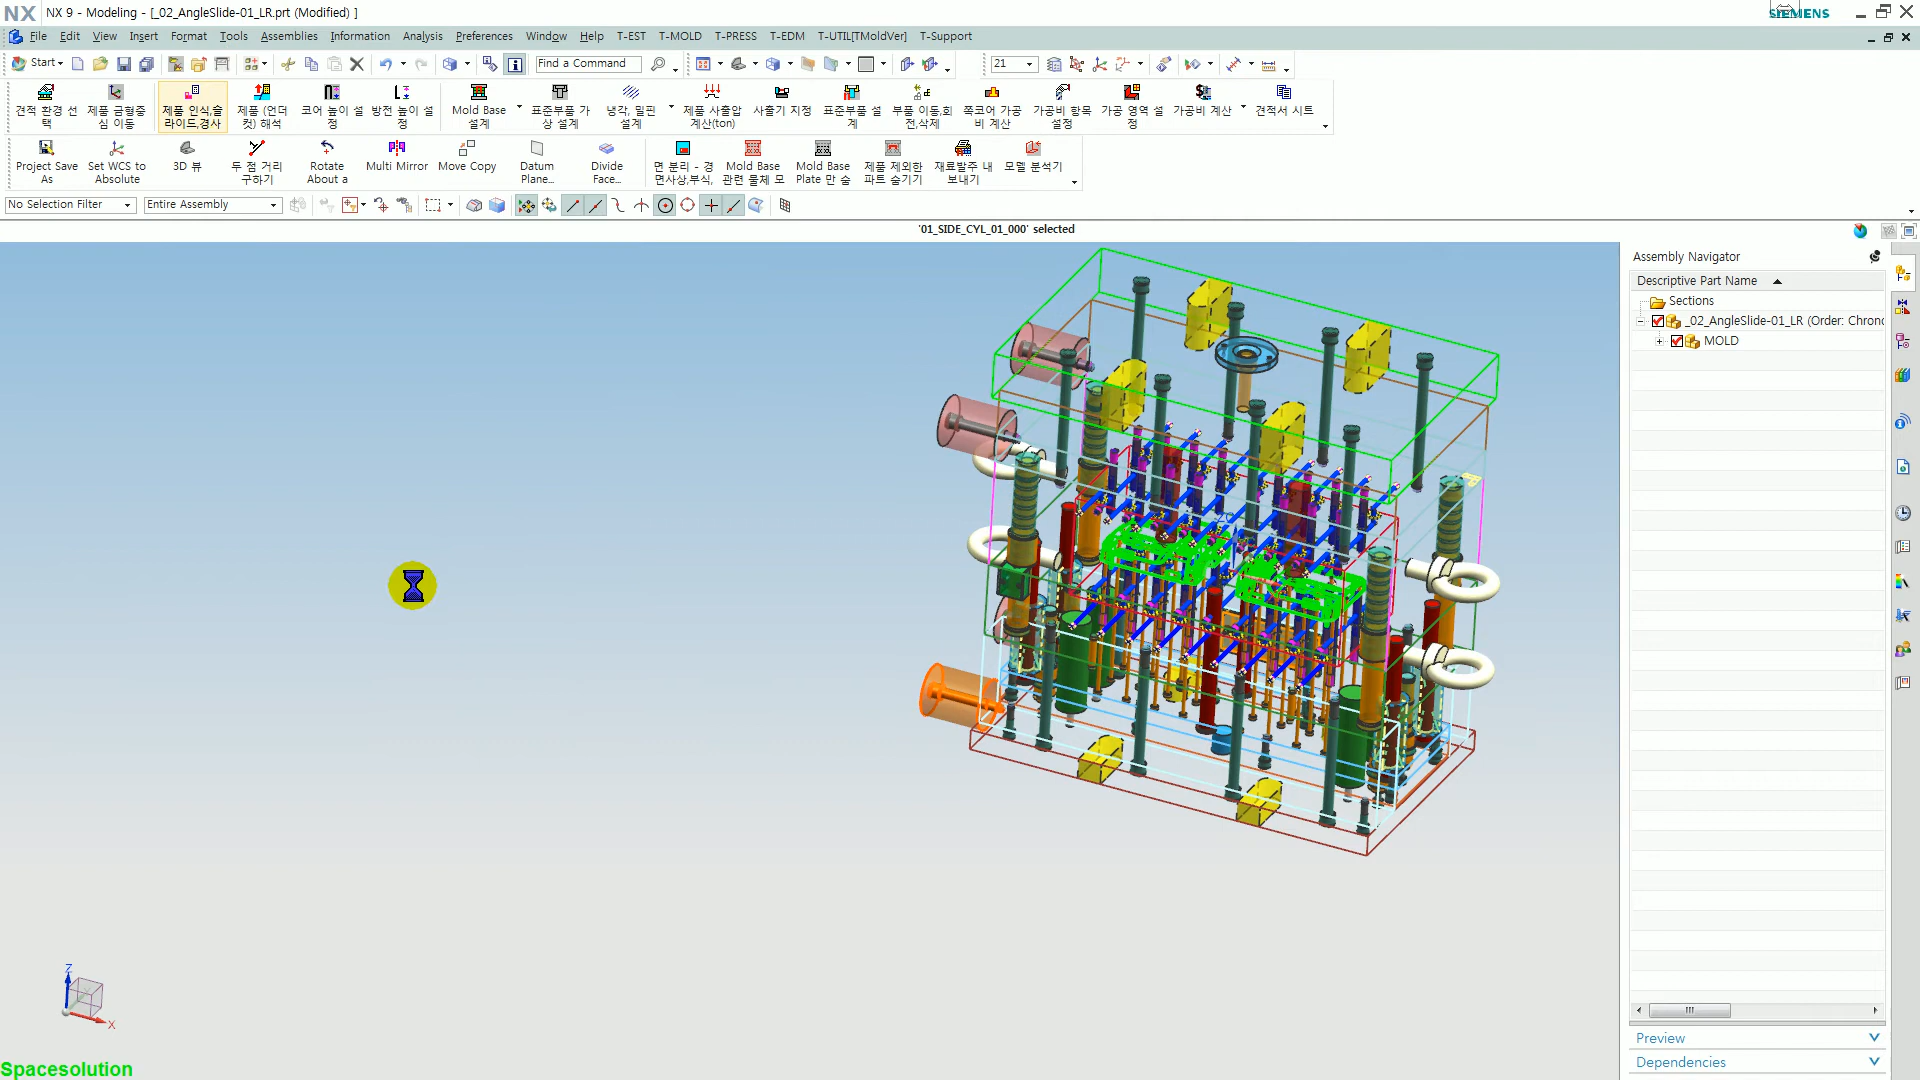 NX NX 9 - Modeling - [_02_AngleSlide-01_LR.prt (Modified) ]
SIEMENS
File Edit View Insert Format Tools Assemblies Information Analysis Preferences Window Help T-EST T-MOLD T-PRESS T-EDM T-UTIL[TMoldVer] T-Support
Start Find a Command 21
견적 환경 선택
제품 금형중심 이동
제품 인식,슬라이드,경사
제품 (언더컷) 해석
코어 높이 설정
방전 높이 설정
Mold Base 설계
표준부품 가상 설계
냉각, 밀핀 설계
제품 사출압 계산(ton)
사출기 지정
표준부품 설계
부품 이동,회전,삭제
쪽코어 가공비 계산
가공비 항목 설정
가공 영역 설정
가공비 계산
견적서 시트
Project Save As
Set WCS to Absolute
3D 뷰
두 점 거리 구하기
Rotate About a
Multi Mirror
Move Copy
Datum Plane...
Divide Face...
면 분리 - 경면사상,부식,
Mold Base 관련 물체 모
Mold Base Plate 만 숨
제품 제외한 파트 숨기기
재료발주 내보내기
모델 분석기
No Selection Filter Entire Assembly
'01_SIDE_CYL_01_000' selected
Assembly Navigator
Descriptive Part Name
Sections
_02_AngleSlide-01_LR (Order: Chrono
MOLD
Z
X
Preview
Dependencies
Spacesolution